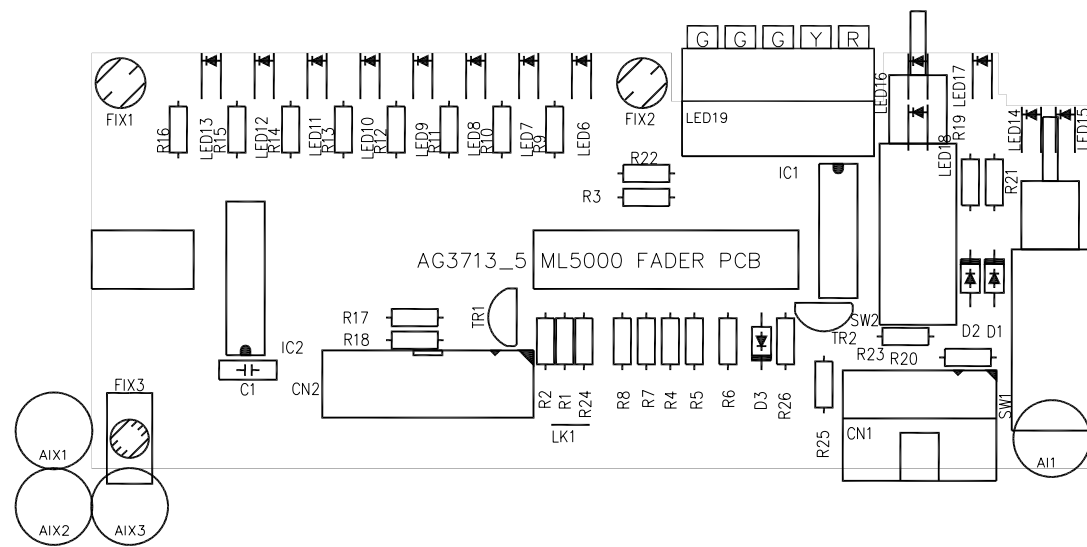 G G G Y R
FIX1
FIX2
LED19
LED16
LED17
LED14
LED15
R16
LED13
R15
LED12
R14
LED11
R13
LED10
R12
LED9
R11
LED8
R10
LED7
R9
LED6
R19
LED18
R22
R3
IC1
R21
AG3713_5 ML5000 FADER PCB
R17
R18
TR1
SW2
TR2
D2
D1
IC2
C1
CN2
R23
R20
FIX3
R2
R1
R24
R8
R7
R4
R5
R6
D3
R26
R25
LK1
CN1
SW1
AIX1
AI1
AIX2
AIX3